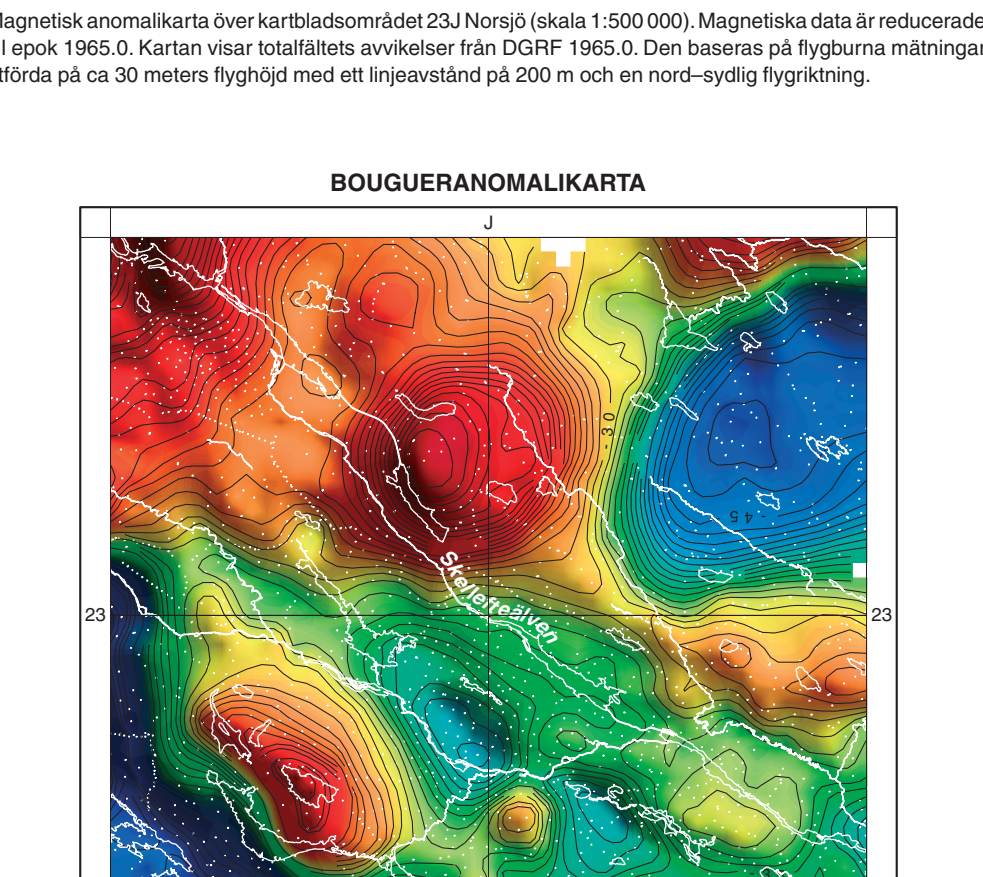 agnetisk anomalikarta över kartbladsområdet 23J Norsjö (skala 1:500 000). Magnetiska data är reducerade
l epok 1965.0. Kartan visar totalfältets avvikelser från DGRF 1965.0. Den baseras på flygburna mätningar
tförda på ca 30 meters flyghöjd med ett linjeavstånd på 200 m och en nord–sydlig flygriktning.
BOUGUERANOMALIKARTA
J
-30
-45
Skellefteälven
23
23